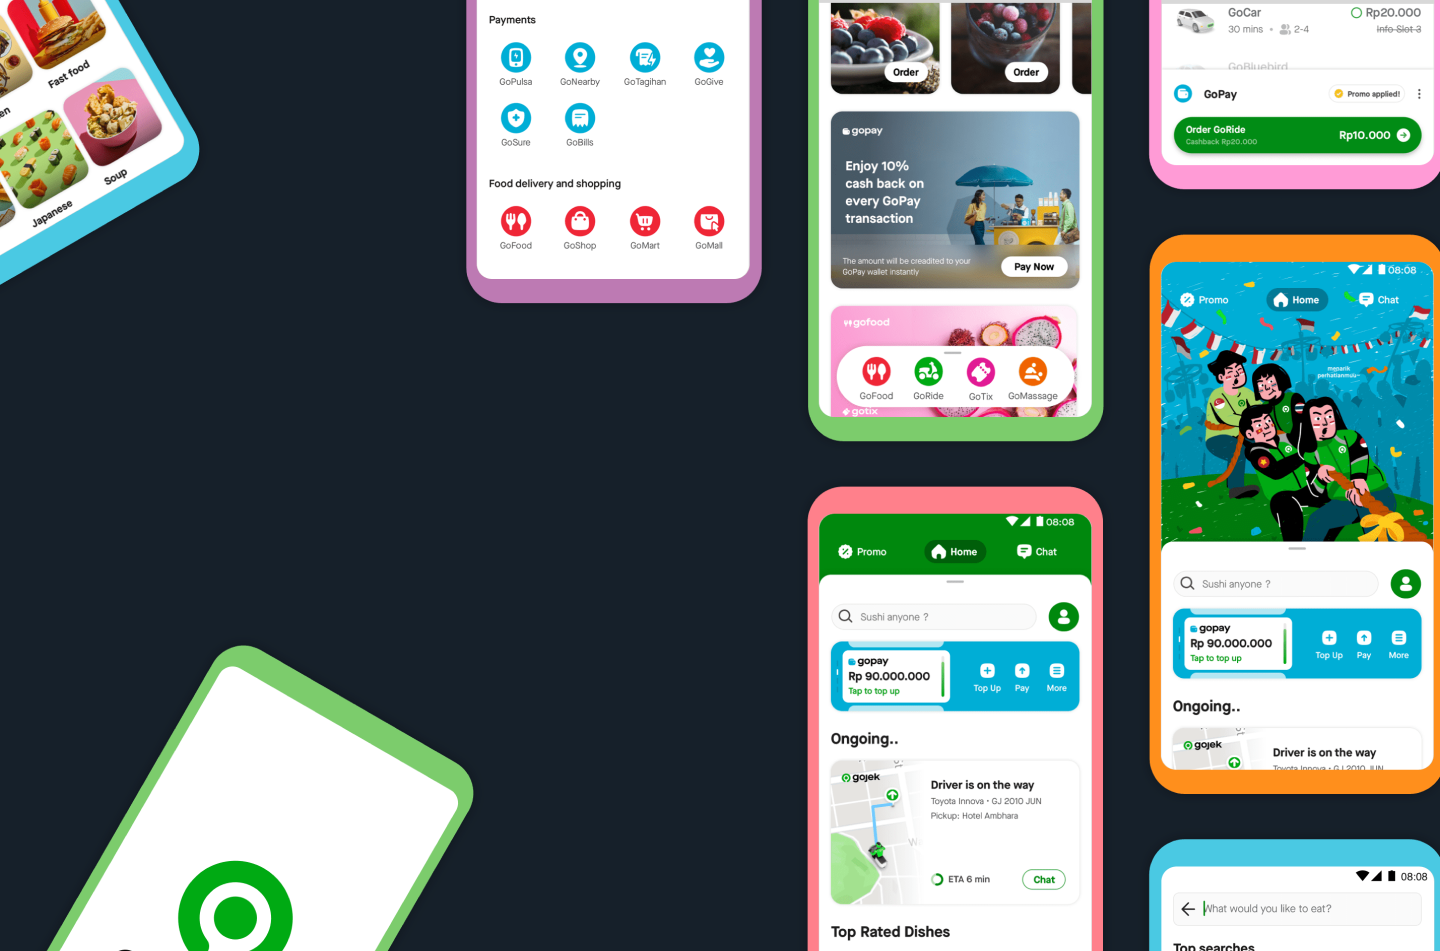 Fast food
en
Japanese
Soup
Payments
GoPulsa
GoNearby
GoTagihan
GoGive
GoSure
GoBills
Food delivery and shopping
GoFood
GoShop
GoMart
GoMall
Order
Order
gopay
Enjoy 10%
cash back on
every GoPay
transaction
The amount will be creadited to your
GoPay wallet instantly
Pay Now
gofood
GoFood
GoRide
GoTix
GoMassage
gotix
08:08
Promo
Home
Chat
Sushi anyone ?
gopay
Rp 90.000.000
Tap to top up
Top Up
Pay
More
Ongoing..
gojek
Driver is on the way
Toyota Innova • GJ 2010 JUN
Pickup: Hotel Ambhara
ETA 6 min
Chat
Top Rated Dishes
GoCar
Rp20.000
30 mins • 2-4
Info Slot 3
GoBluebird
GoPay
Promo applied!
Order GoRide
Cashback Rp20.000
Rp10.000
08:08
Promo
Home
Chat
menarik
perhatianmuu~
Sushi anyone ?
gopay
Rp 90.000.000
Tap to top up
Top Up
Pay
More
Ongoing..
gojek
Driver is on the way
Toyota Innova • GJ 2010 JUN
08:08
What would you like to eat?
Top searches